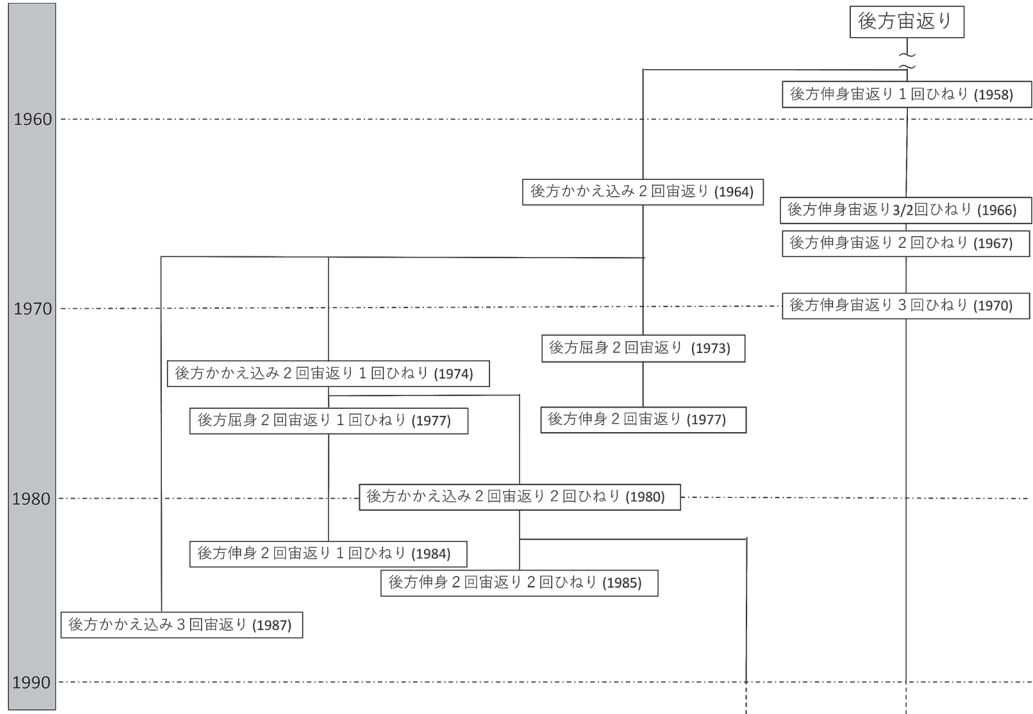 後方宙返り
後方伸身宙返り1回ひねり (1958)
1960
後方かかえ込み2回宙返り (1964)
後方伸身宙返り3/2回ひねり (1966)
後方伸身宙返り2回ひねり (1967)
後方伸身宙返り3回ひねり (1970)
1970
後方屈身2回宙返り (1973)
後方かかえ込み2回宙返り1回ひねり (1974)
後方屈身2回宙返り1回ひねり (1977)
後方伸身2回宙返り (1977)
後方かかえ込み2回宙返り2回ひねり (1980)
1980
後方伸身2回宙返り1回ひねり (1984)
後方伸身2回宙返り2回ひねり (1985)
後方かかえ込み3回宙返り (1987)
1990